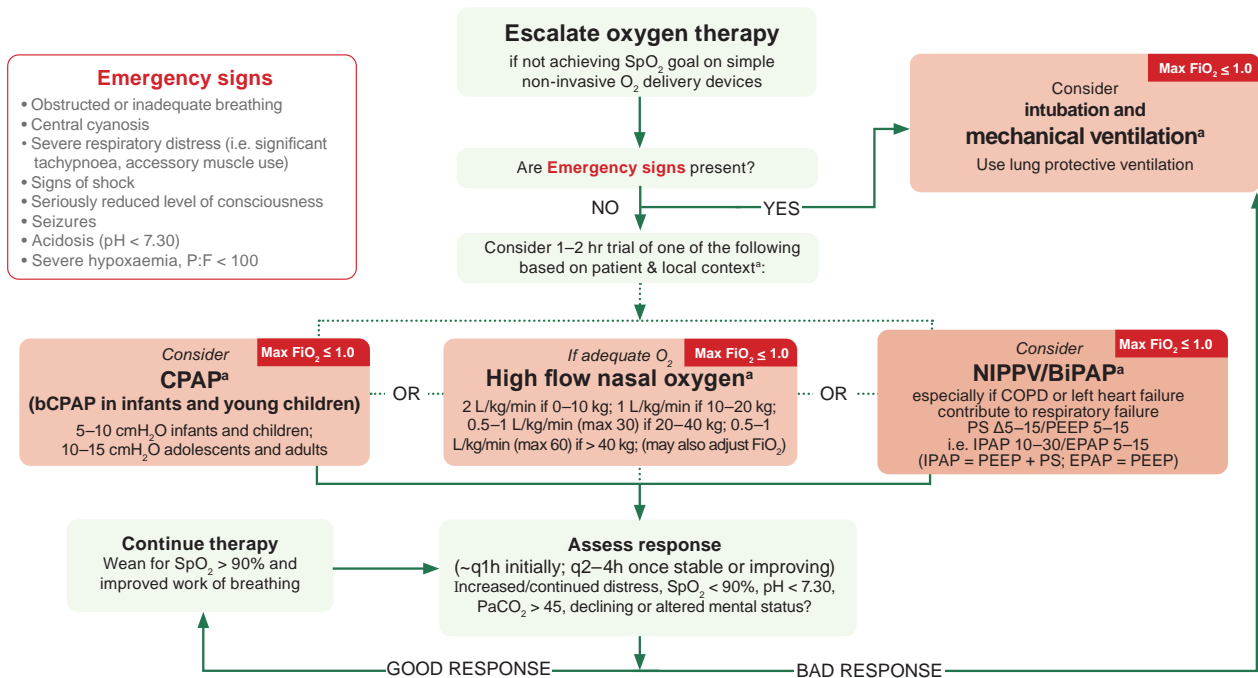 Escalate oxygen therapy
if not achieving SpO₂ goal on simple
non-invasive O₂ delivery devices
Emergency signs
• Obstructed or inadequate breathing
• Central cyanosis
• Severe respiratory distress (i.e. significant
tachypnoea, accessory muscle use)
• Signs of shock
• Seriously reduced level of consciousness
• Seizures
• Acidosis (pH < 7.30)
• Severe hypoxaemia, P:F < 100
Max FiO₂ ≤ 1.0
Consider
intubation and
mechanical ventilationᵃ
Use lung protective ventilation
Are Emergency signs present?
NO
YES
Consider 1–2 hr trial of one of the following
based on patient & local contextᵃ:
Max FiO₂ ≤ 1.0
Consider
CPAPᵃ
(bCPAP in infants and young children)
5–10 cmH₂O infants and children;
10–15 cmH₂O adolescents and adults
OR
Max FiO₂ ≤ 1.0
If adequate O₂
High flow nasal oxygenᵃ
2 L/kg/min if 0–10 kg; 1 L/kg/min if 10–20 kg;
0.5–1 L/kg/min (max 30) if 20–40 kg; 0.5–1
L/kg/min (max 60) if > 40 kg; (may also adjust FiO₂)
OR
Max FiO₂ ≤ 1.0
Consider
NIPPV/BiPAPᵃ
especially if COPD or left heart failure
contribute to respiratory failure
PS Δ5–15/PEEP 5–15
i.e. IPAP 10–30/EPAP 5–15
(IPAP = PEEP + PS; EPAP = PEEP)
Continue therapy
Wean for SpO₂ > 90% and
improved work of breathing
Assess response
(~q1h initially; q2–4h once stable or improving)
Increased/continued distress, SpO₂ < 90%, pH < 7.30,
PaCO₂ > 45, declining or altered mental status?
GOOD RESPONSE
BAD RESPONSE